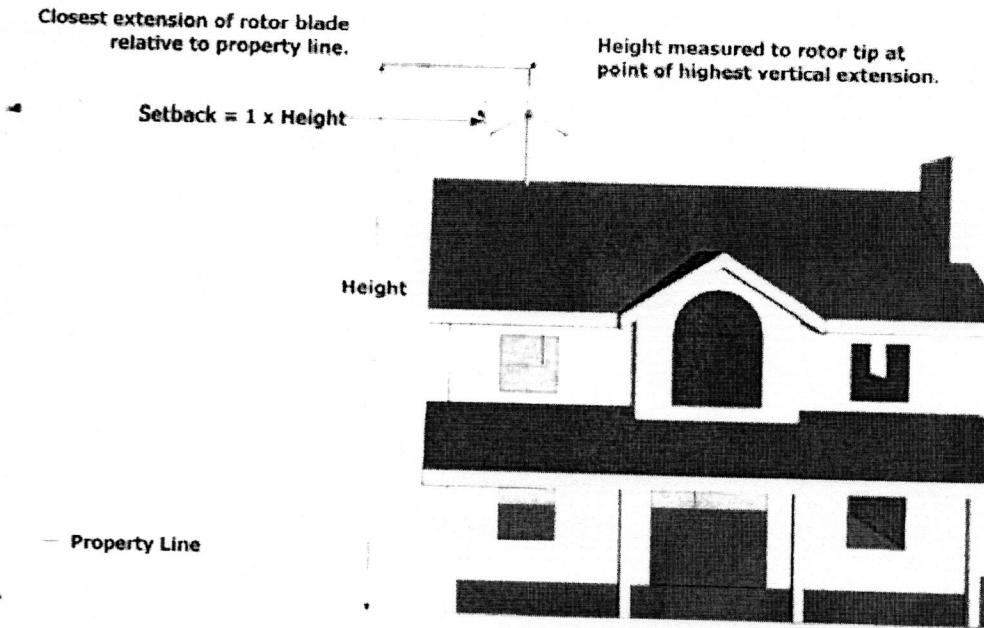 Closest extension of rotor blade
relative to property line.
Height measured to rotor tip at
point of highest vertical extension.
Setback = 1 x Height
Height
Property Line